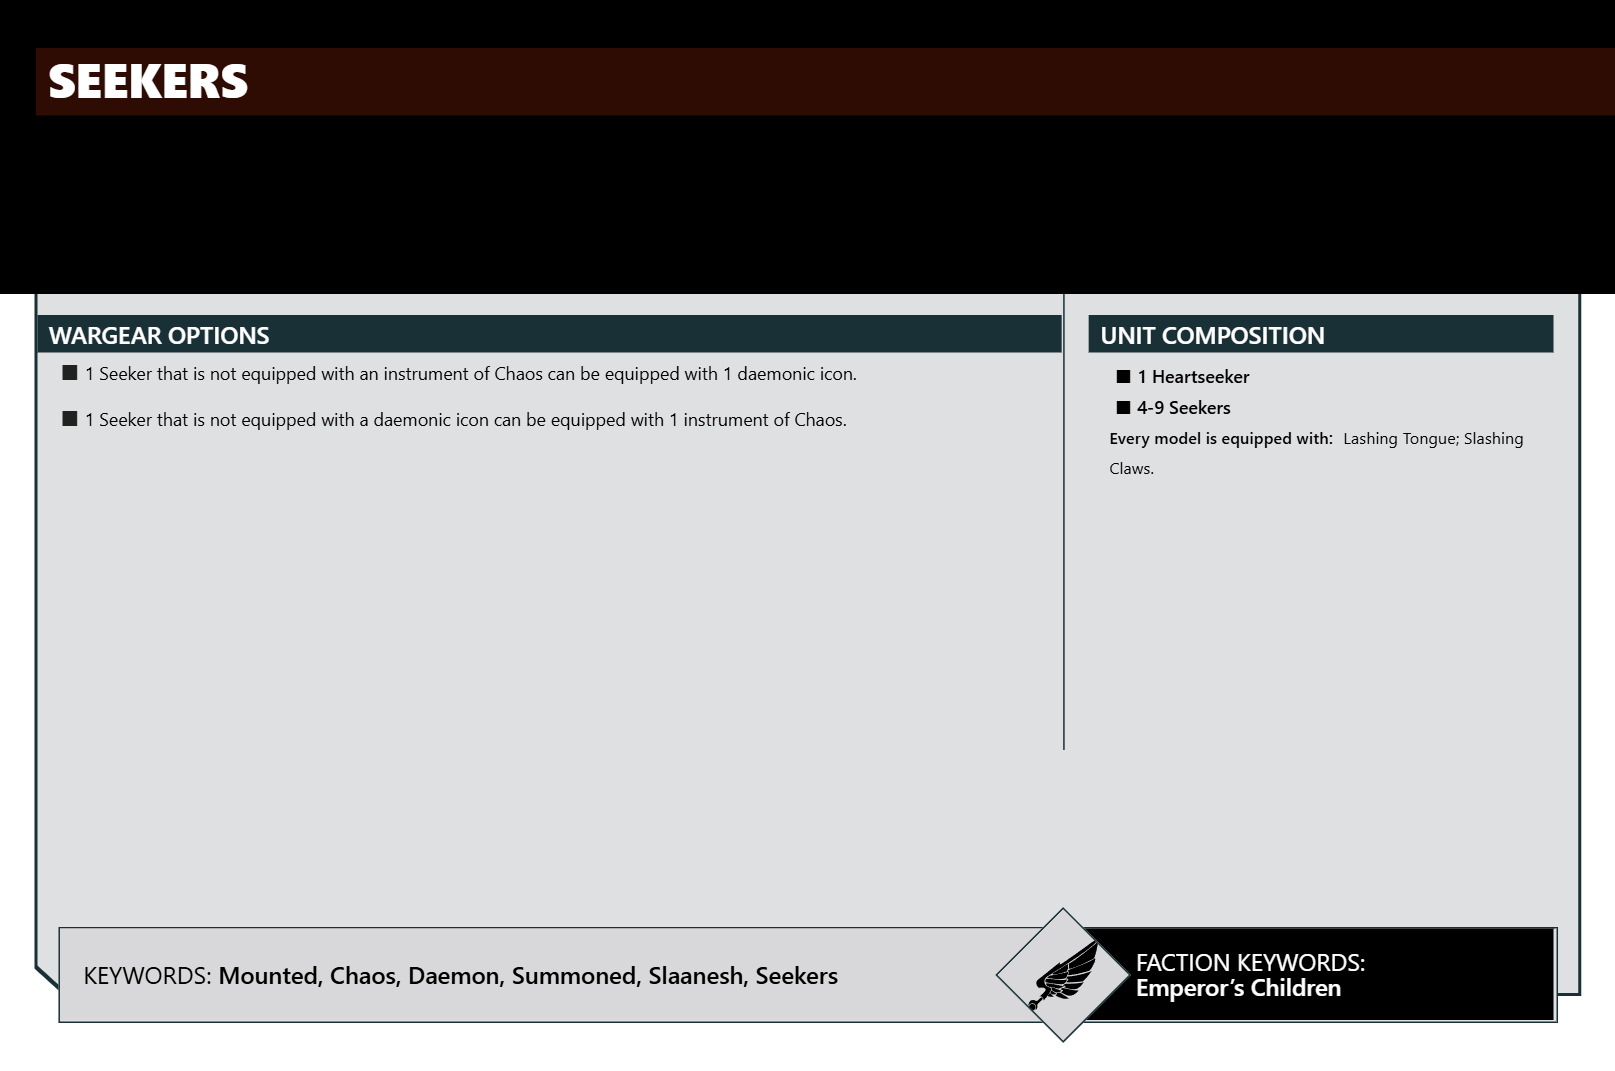 SEEKERS
WARGEAR OPTIONS
■ 1 Seeker that is not equipped with an instrument of Chaos can be equipped with 1 daemonic icon.
■ 1 Seeker that is not equipped with a daemonic icon can be equipped with 1 instrument of Chaos.
UNIT COMPOSITION
■ 1 Heartseeker
■ 4-9 Seekers
Every model is equipped with: Lashing Tongue; Slashing
Claws.
KEYWORDS: Mounted, Chaos, Daemon, Summoned, Slaanesh, Seekers
FACTION KEYWORDS:
Emperor’s Children